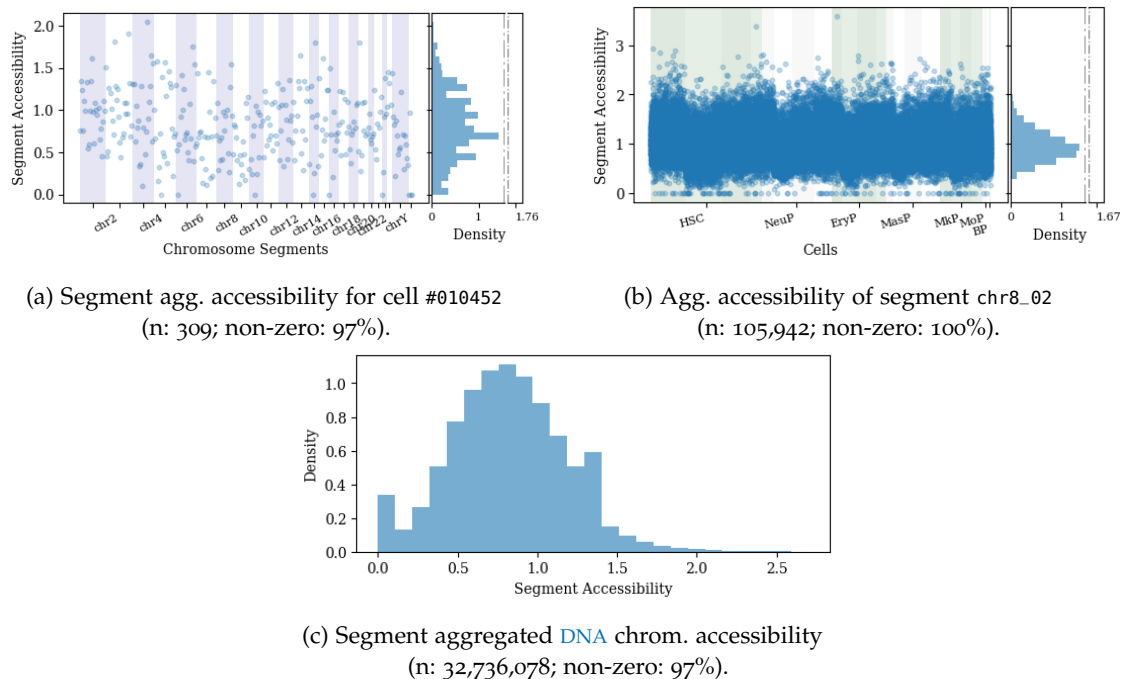 2.0
1.5
1.0
0.5
0.0
Segment Accessibility
chr2
chr4
chr6
chr8
chr10
chr12
chr14
chr16
chr18
chr20
chr22
chrY
Chromosome Segments
0
1
1.76
Density
3
2
1
0
Segment Accessibility
HSC
NeuP
EryP
MasP
MkP
MoP
BP
Cells
0
1
1.67
Density
(a) Segment agg. accessibility for cell #010452
(n: 309; non-zero: 97%).
(b) Agg. accessibility of segment chr8_02
(n: 105,942; non-zero: 100%).
1.0
0.8
0.6
0.4
0.2
0.0
Density
0.0
0.5
1.0
1.5
2.0
2.5
Segment Accessibility
(c) Segment aggregated DNA chrom. accessibility
(n: 32,736,078; non-zero: 97%).